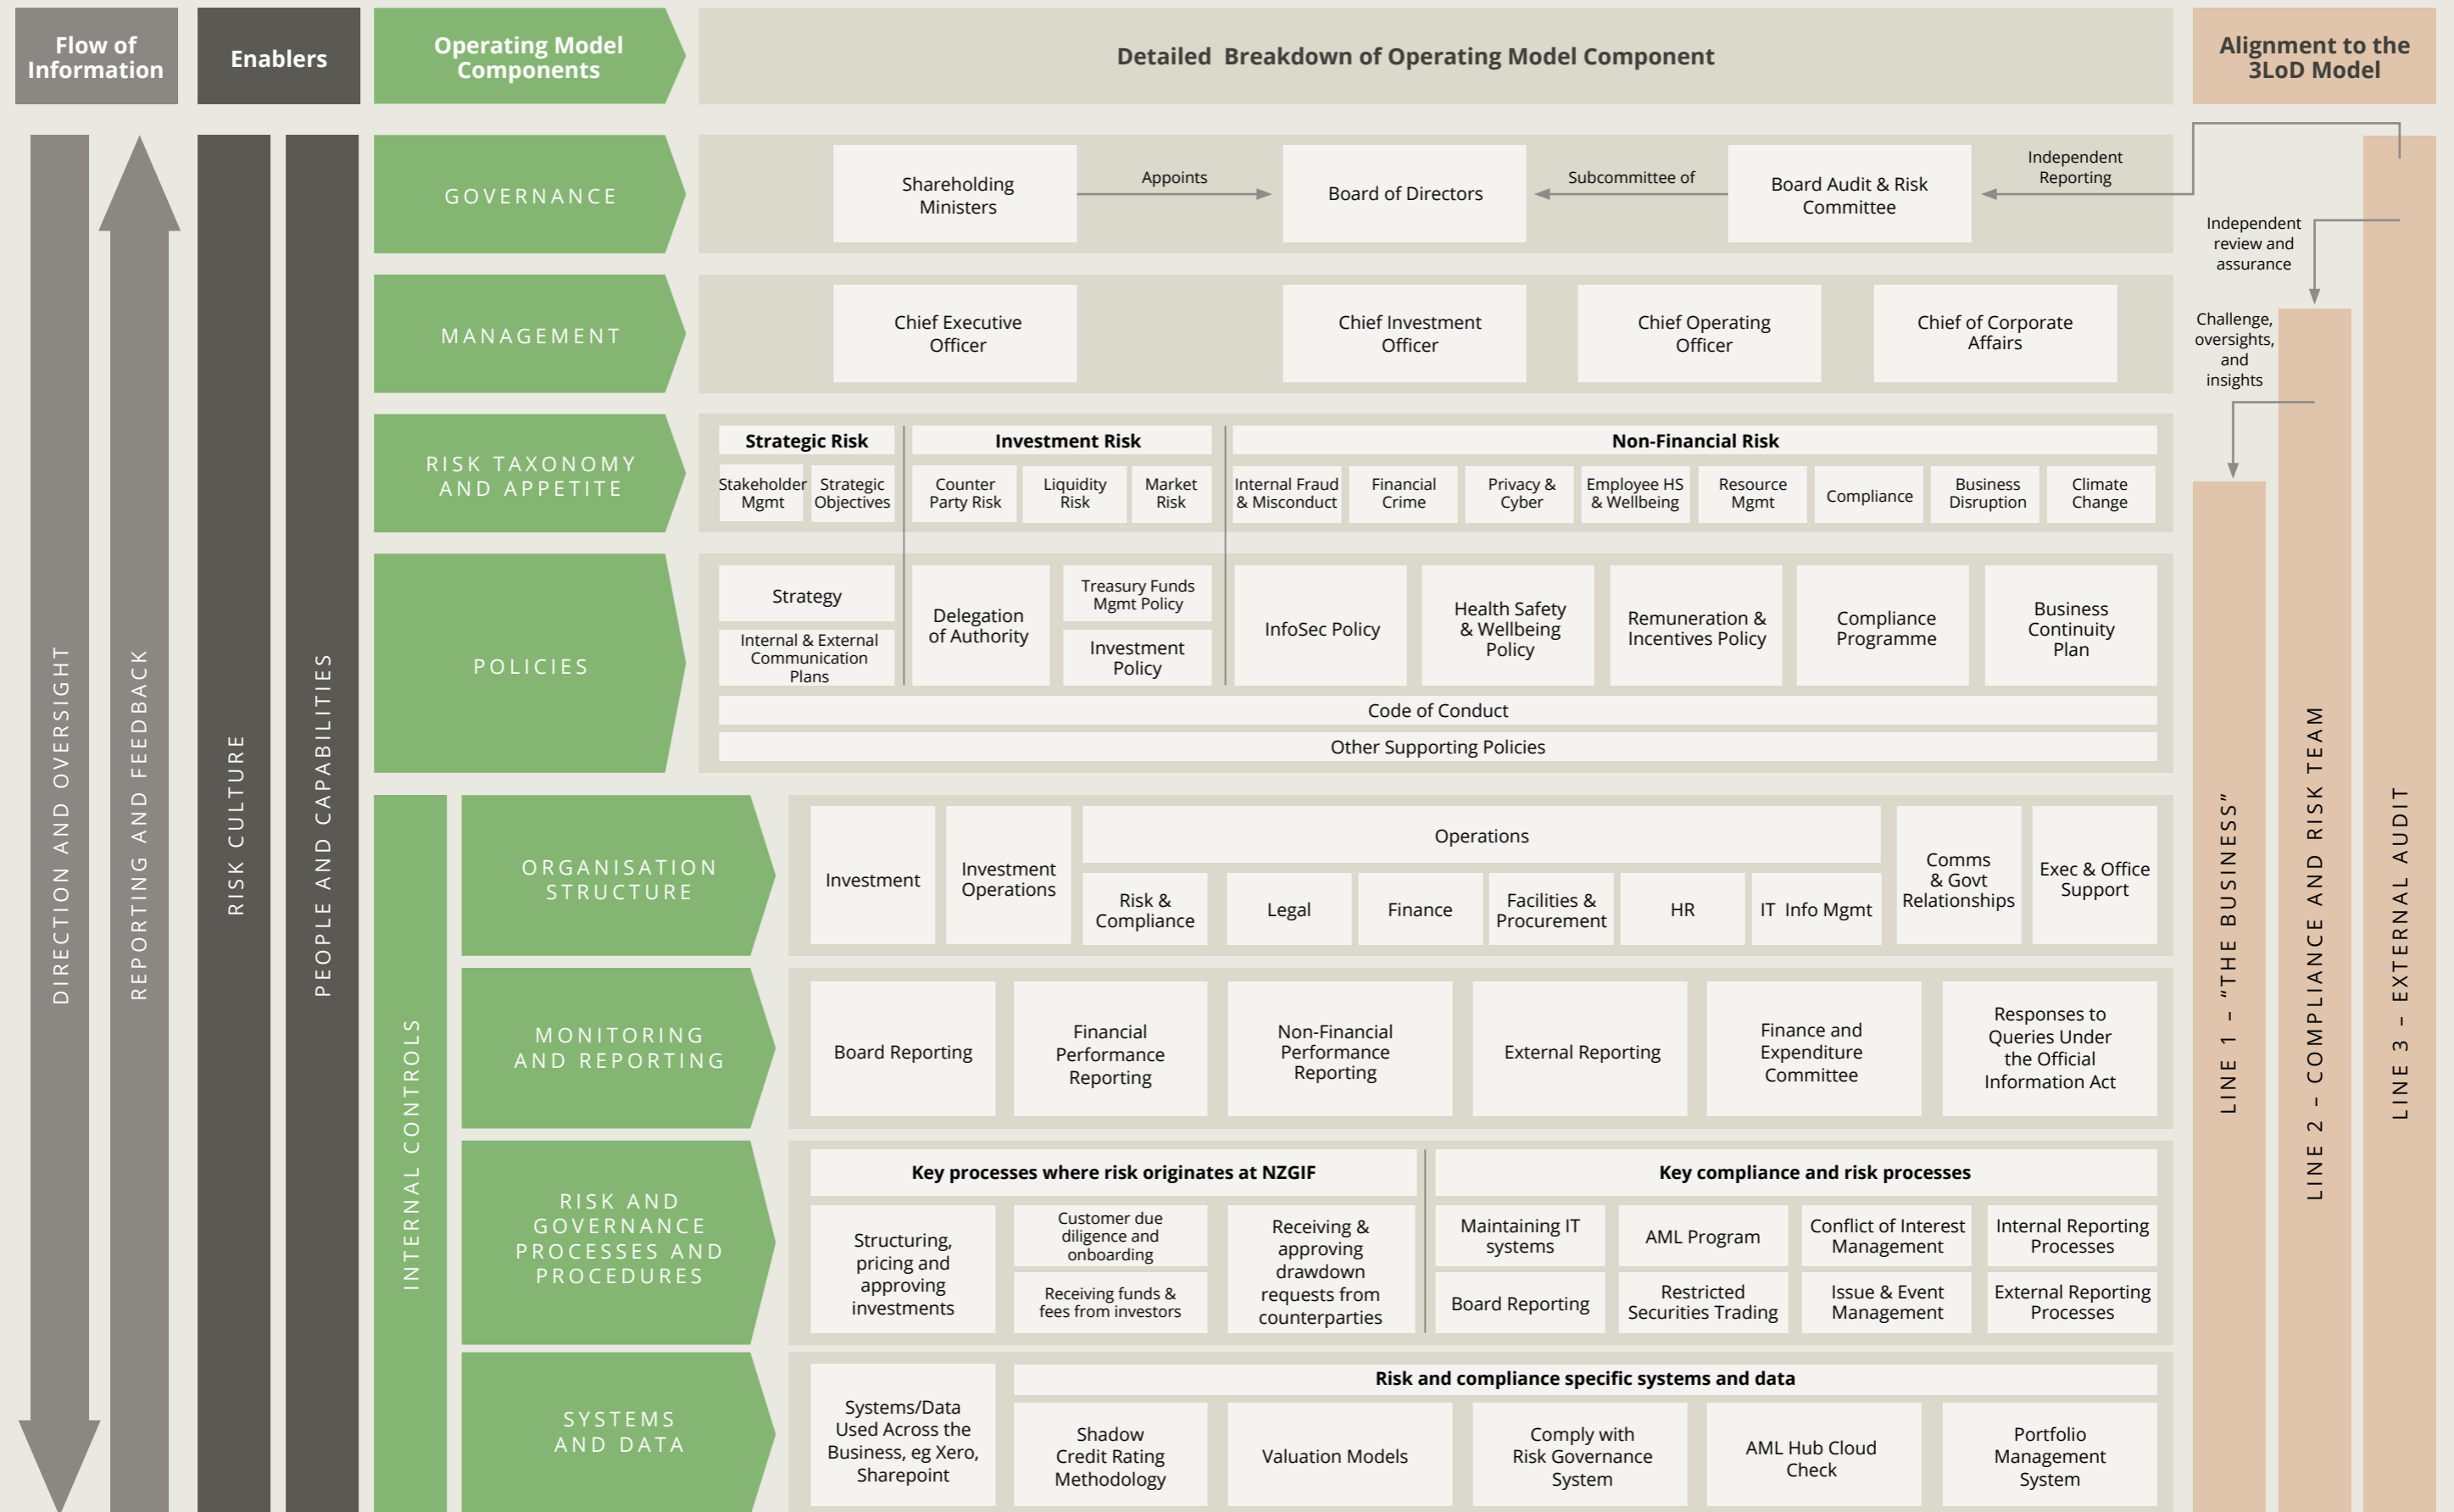 Flow of
Information
Enablers
Operating Model
Components
Detailed  Breakdown of Operating Model Component
Alignment to the
3LoD Model
DIRECTION AND OVERSIGHT
REPORTING AND FEEDBACK
RISK CULTURE
PEOPLE AND CAPABILITIES
GOVERNANCE
Shareholding
Ministers
Appoints
Board of Directors
Subcommittee of
Board Audit & Risk
Committee
Independent
Reporting
Independent
review and
assurance
MANAGEMENT
Chief Executive
Officer
Chief Investment
Officer
Chief Operating
Officer
Chief of Corporate
Affairs
Challenge,
oversights,
and
insights
RISK TAXONOMY
AND APPETITE
Strategic Risk
Stakeholder
Mgmt
Strategic
Objectives
Investment Risk
Counter
Party Risk
Liquidity
Risk
Market
Risk
Non-Financial Risk
Internal Fraud
& Misconduct
Financial
Crime
Privacy &
Cyber
Employee HS
& Wellbeing
Resource
Mgmt
Compliance
Business
Disruption
Climate
Change
POLICIES
Strategy
Internal & External
Communication
Plans
Delegation
of Authority
Treasury Funds
Mgmt Policy
Investment
Policy
InfoSec Policy
Health Safety
& Wellbeing
Policy
Remuneration &
Incentives Policy
Compliance
Programme
Business
Continuity
Plan
Code of Conduct
Other Supporting Policies
INTERNAL CONTROLS
ORGANISATION
STRUCTURE
Investment
Investment
Operations
Operations
Risk &
Compliance
Legal
Finance
Facilities &
Procurement
HR
IT  Info Mgmt
Comms
& Govt
Relationships
Exec & Office
Support
MONITORING
AND REPORTING
Board Reporting
Financial
Performance
Reporting
Non-Financial
Performance
Reporting
External Reporting
Finance and
Expenditure
Committee
Responses to
Queries Under
the Official
Information Act
RISK AND
GOVERNANCE
PROCESSES AND
PROCEDURES
Key processes where risk originates at NZGIF
Structuring,
pricing and
approving
investments
Customer due
diligence and
onboarding
Receiving funds &
fees from investors
Receiving &
approving
drawdown
requests from
counterparties
Key compliance and risk processes
Maintaining IT
systems
AML Program
Conflict of Interest
Management
Internal Reporting
Processes
Board Reporting
Restricted
Securities Trading
Issue & Event
Management
External Reporting
Processes
SYSTEMS
AND DATA
Systems/Data
Used Across the
Business, eg Xero,
Sharepoint
Risk and compliance specific systems and data
Shadow
Credit Rating
Methodology
Valuation Models
Comply with
Risk Governance
System
AML Hub Cloud
Check
Portfolio
Management
System
LINE 1 – “THE BUSINESS”
LINE 2 – COMPLIANCE AND RISK TEAM
LINE 3 – EXTERNAL AUDIT